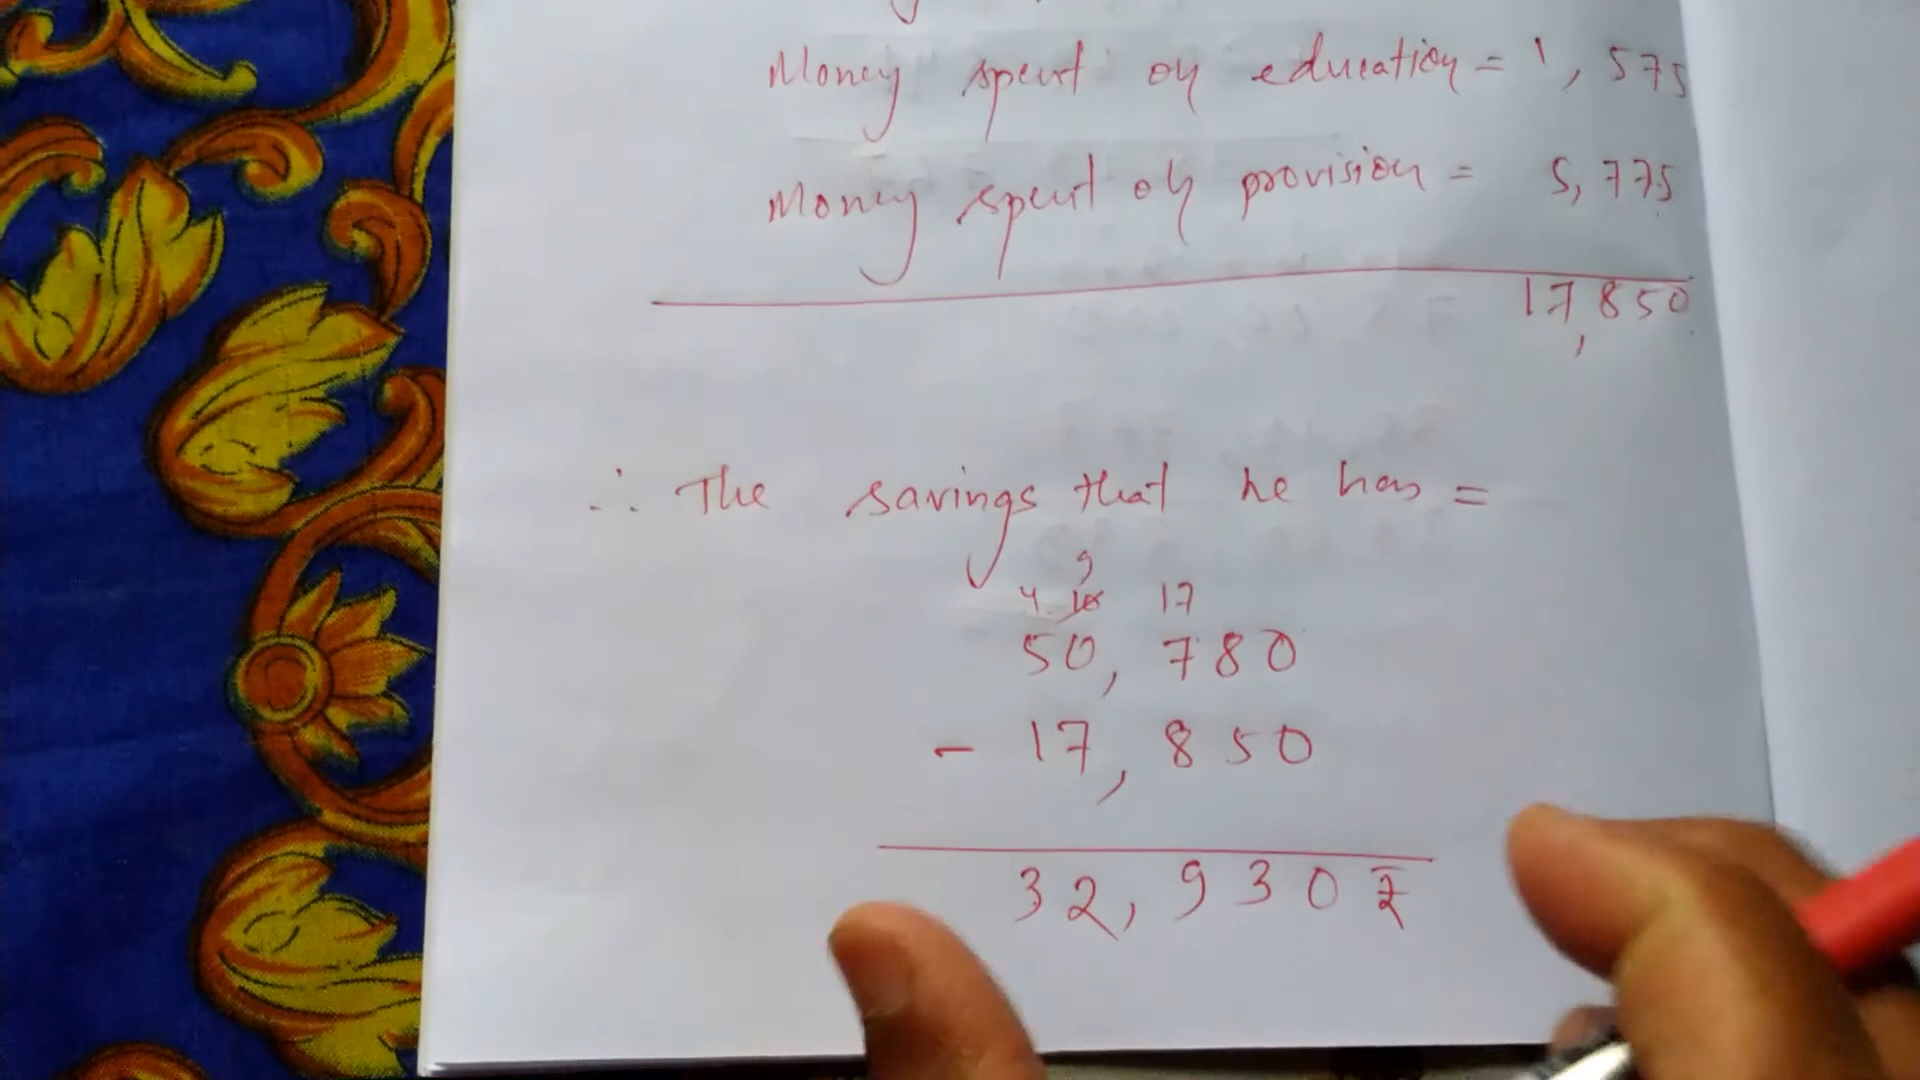 Money spent on education = 1, 575
Money spent on provision = 5, 775
17,850
∴ The savings that he has =
9
4 10 17
50, 780
- 17, 850
32, 930 ₹